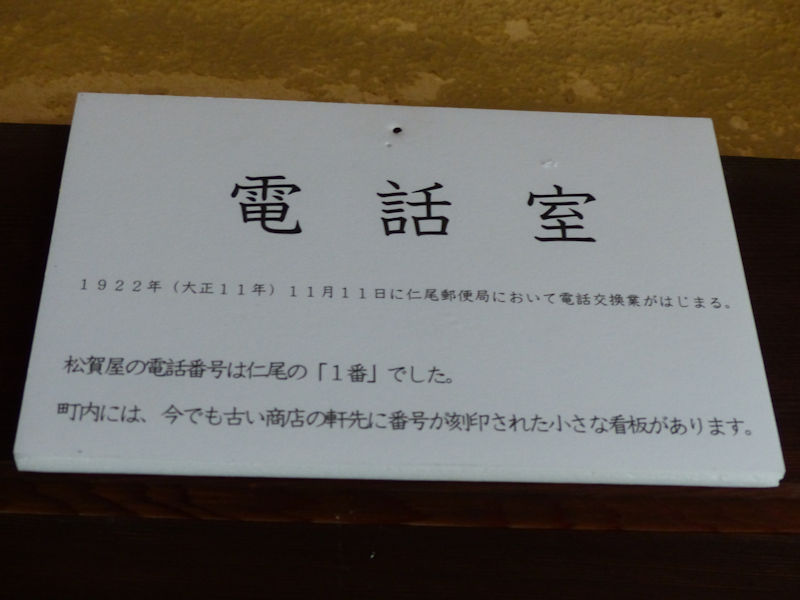 電話室
１９２２年（大正１１年）１１月１１日に仁尾郵便局において電話交換業がはじまる。
松賀屋の電話番号は仁尾の「１番」でした。
町内には、今でも古い商店の軒先に番号が刻印された小さな看板があります。